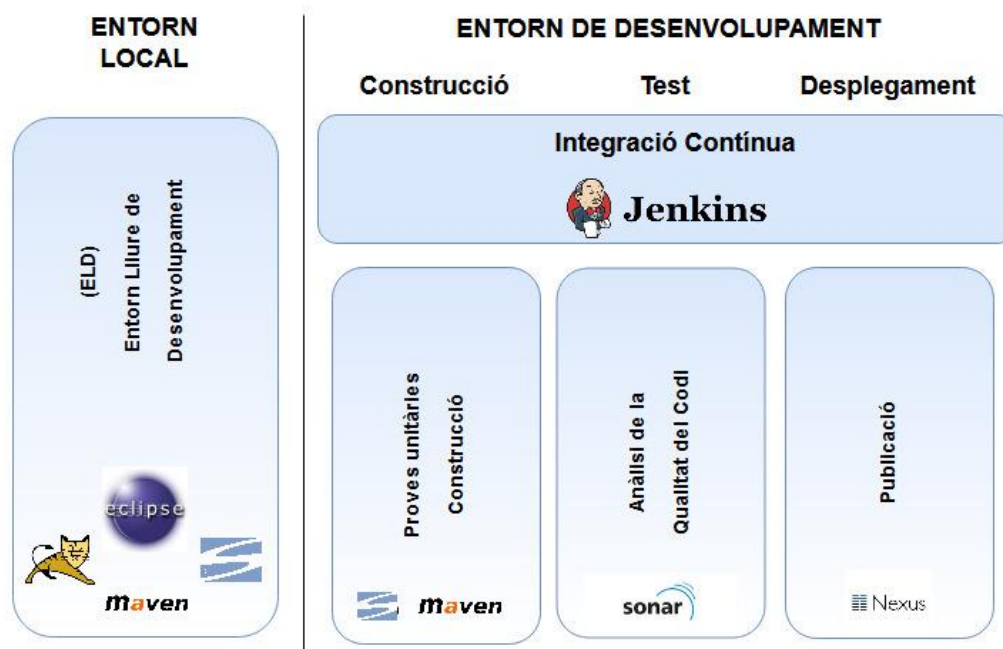 ENTORN
LOCAL
(ELD)
Entorn Lliure de
Desenvolupament
eclipse
maven
ENTORN DE DESENVOLUPAMENT
Construcció
Test
Desplegament
Integració Contínua
Jenkins
Proves unitàries
Construcció
maven
Anàlisi de la
Qualitat del Codi
sonar
Publicació
Nexus